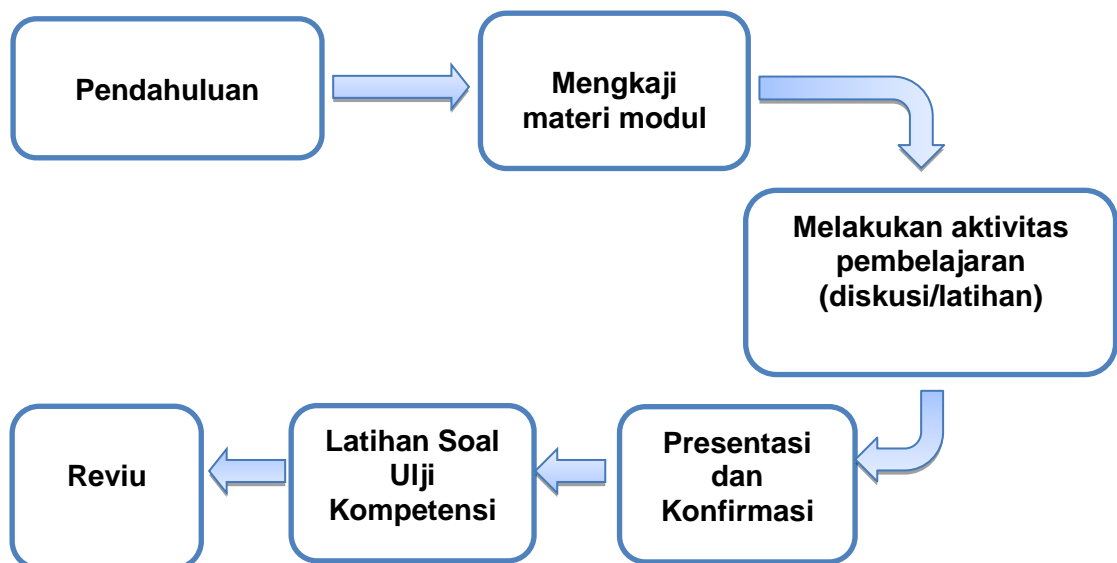 Pendahuluan
Mengkaji
materi modul
Melakukan aktivitas
pembelajaran
(diskusi/latihan)
Presentasi
dan
Konfirmasi
Latihan Soal
Ulji
Kompetensi
Reviu